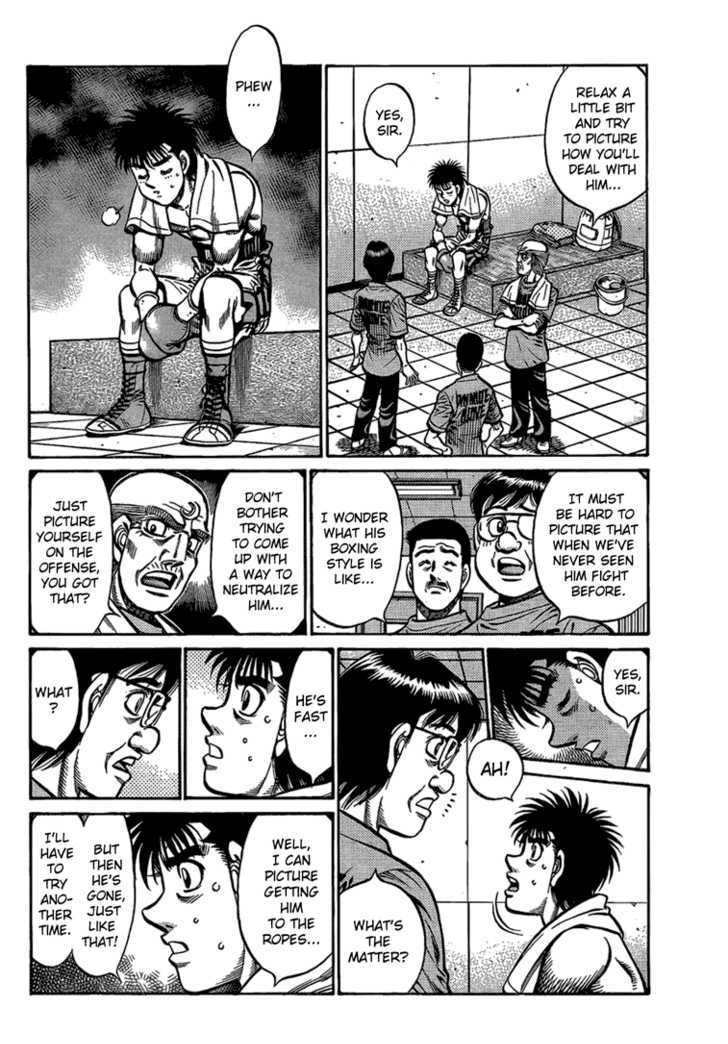 RELAX A
LITTLE BIT
AND TRY
TO PICTURE
HOW YOU'LL
DEAL WITH
HIM...
YES,
SIR.
PHEW
...
IT MUST
BE HARD TO
PICTURE THAT
WHEN WE'VE
NEVER SEEN
HIM FIGHT
BEFORE.
I WONDER
WHAT HIS
BOXING
STYLE IS
LIKE...
DON'T
BOTHER
TRYING
TO COME
UP WITH
A WAY TO
NEUTRALIZE
HIM...
JUST
PICTURE
YOURSELF
ON THE
OFFENSE,
YOU GOT
THAT?
YES,
SIR.
AH!
WHAT'S
THE
MATTER?
HE'S
FAST
...
WHAT
?
WELL,
I CAN
PICTURE
GETTING
HIM
TO THE
ROPES...
BUT
THEN
HE'S
GONE,
JUST
LIKE
THAT!
I'LL
HAVE
TO
TRY
ANO-
THER
TIME.